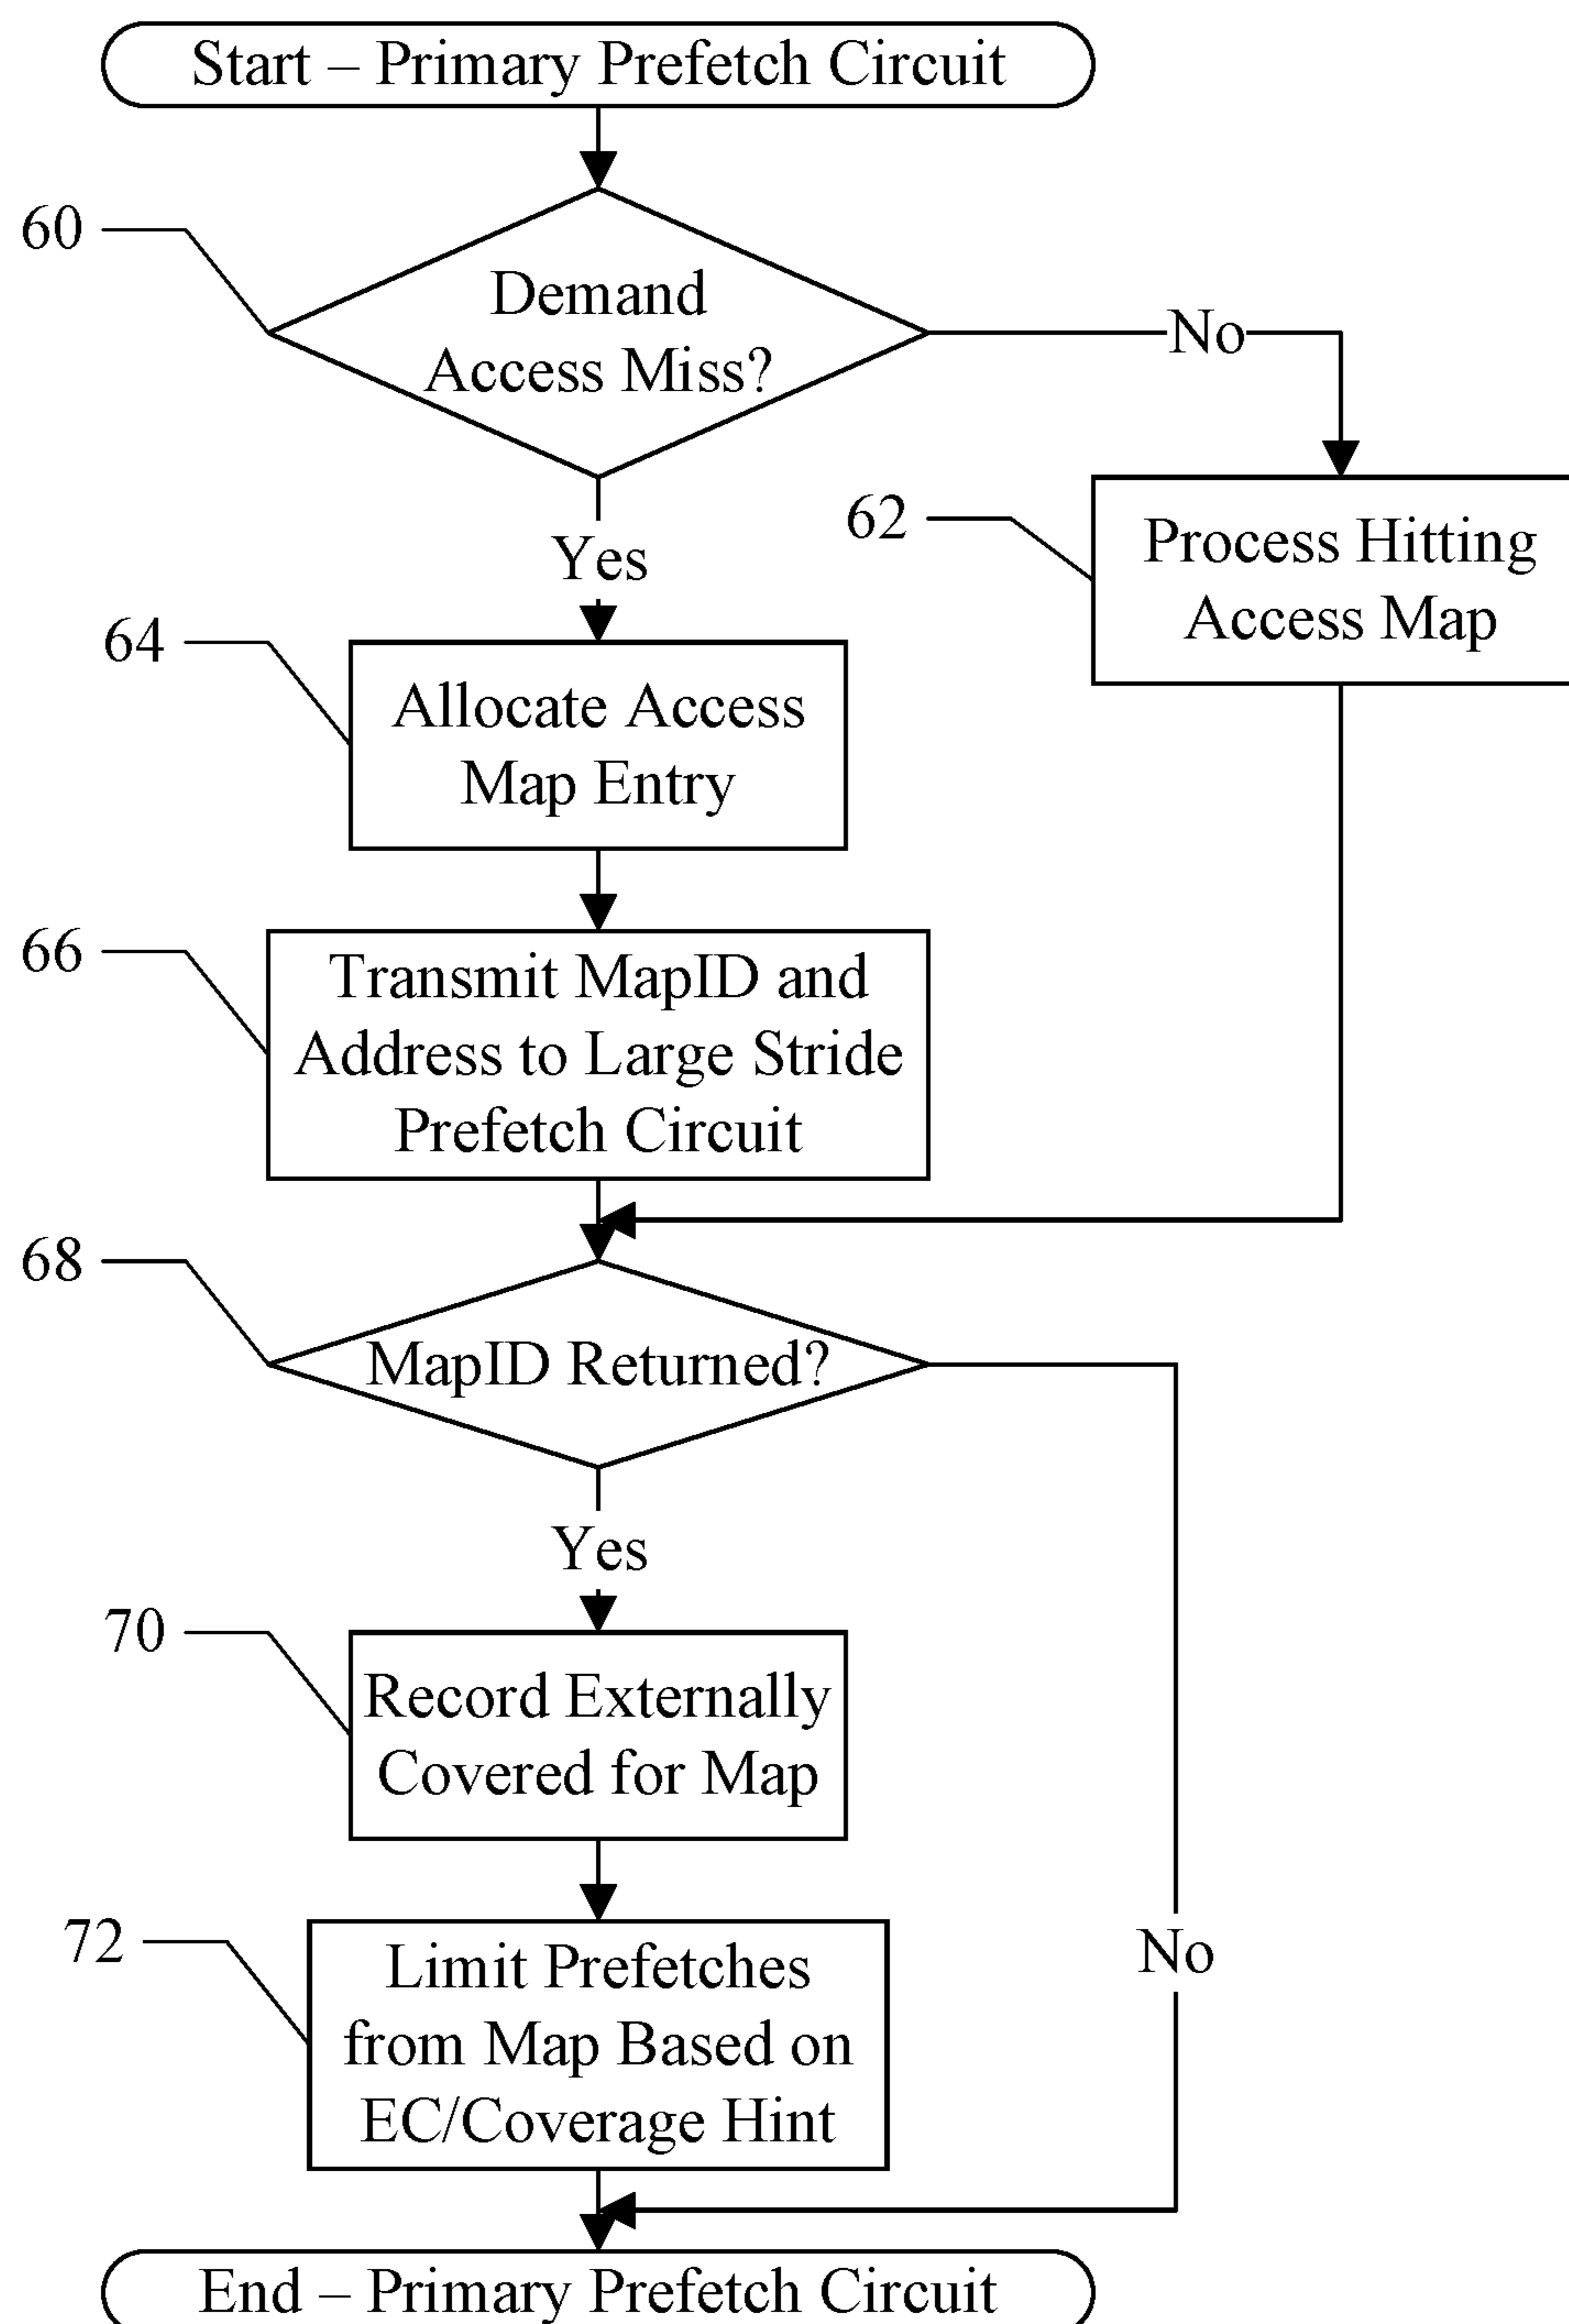 Start – Primary Prefetch Circuit
60
Demand
Access Miss?
No
62
Process Hitting
Access Map
Yes
64
Allocate Access
Map Entry
66
Transmit MapID and
Address to Large Stride
Prefetch Circuit
68
MapID Returned?
Yes
70
Record Externally
Covered for Map
72
Limit Prefetches
from Map Based on
EC/Coverage Hint
No
End – Primary Prefetch Circuit